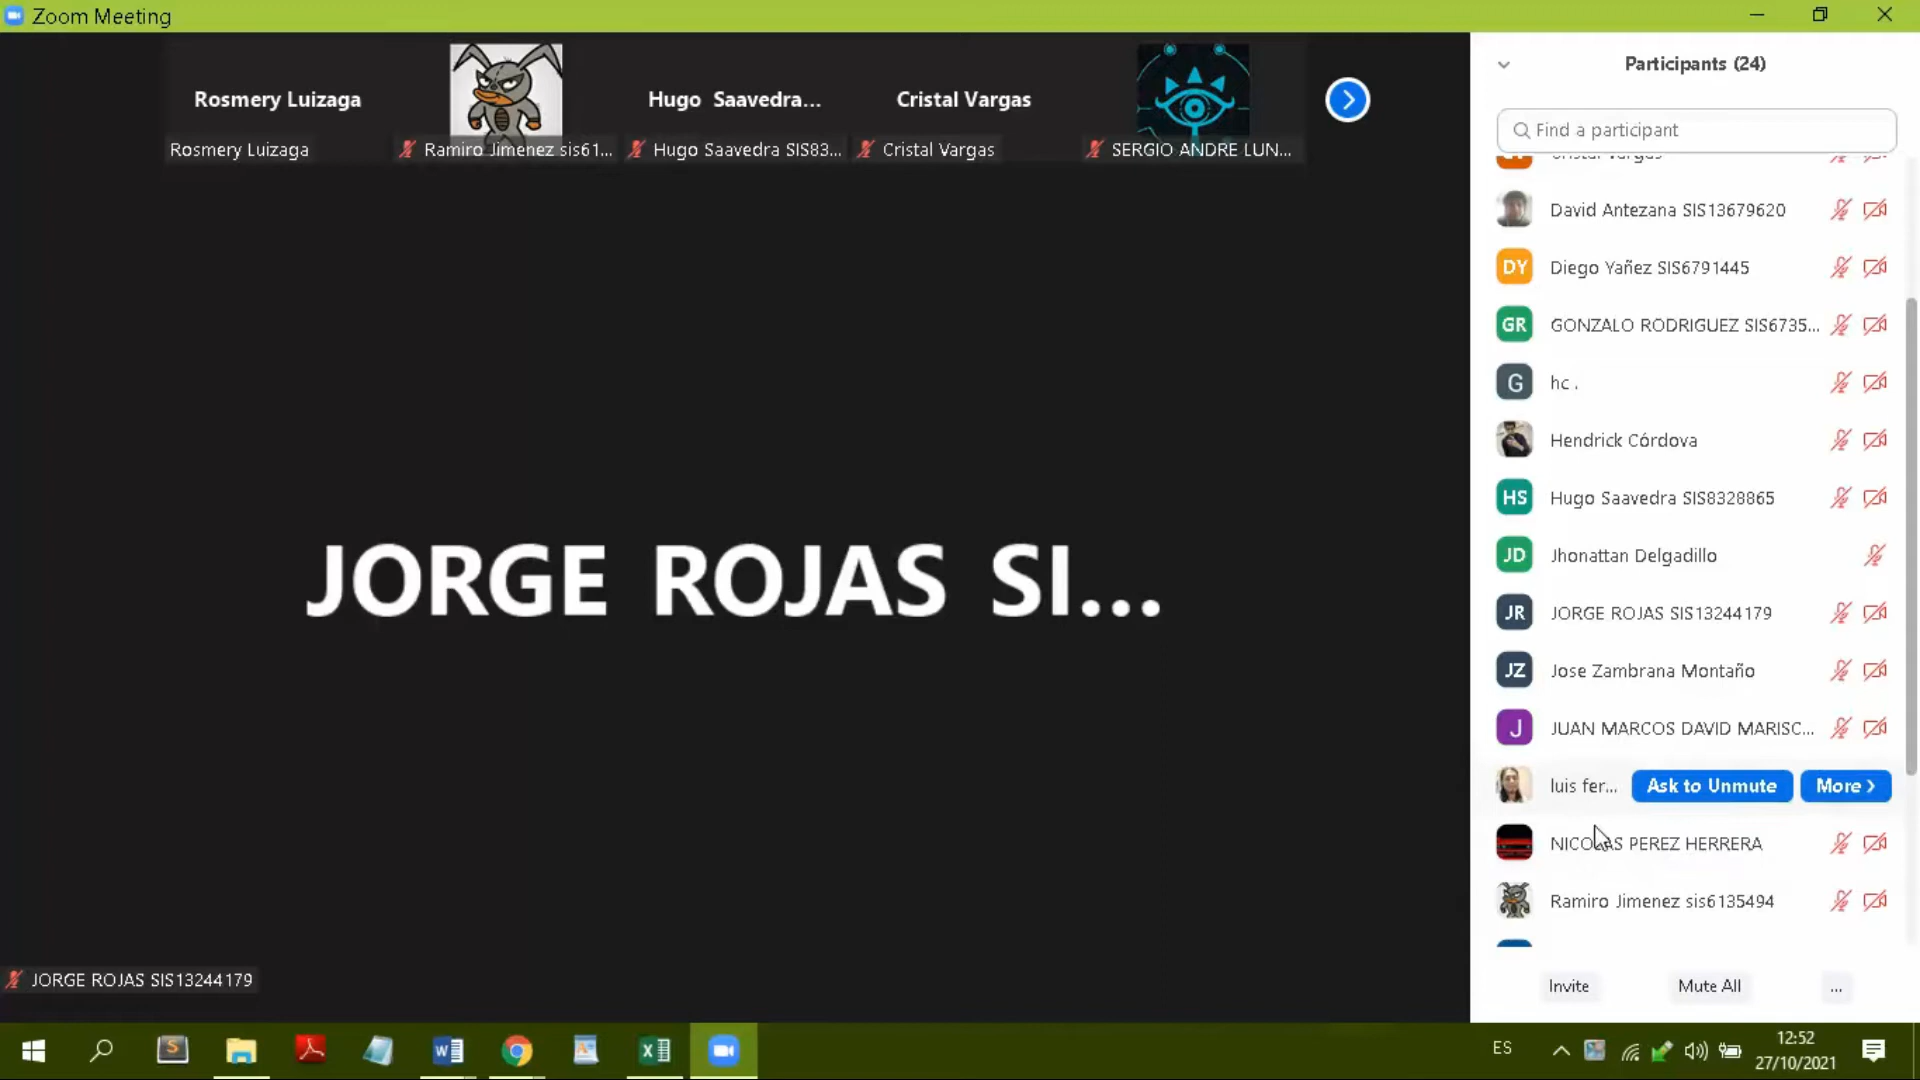 Zoom Meeting
Rosmery Luizaga
Hugo Saavedra...
Cristal Vargas
Rosmery Luizaga
Ramiro Jimenez sis61...
Hugo Saavedra SIS83...
Cristal Vargas
SERGIO ANDRE LUN...
JORGE ROJAS SI...
JORGE ROJAS SIS13244179
Participants (24)
Find a participant
Cristal Vargas
David Antezana SIS13679620
DY Diego Yañez SIS6791445
GR GONZALO RODRIGUEZ SIS6735...
G hc .
Hendrick Córdova
HS Hugo Saavedra SIS8328865
JD Jhonattan Delgadillo
JR JORGE ROJAS SIS13244179
JZ Jose Zambrana Montaño
J JUAN MARCOS DAVID MARISC...
luis fer... Ask to Unmute More
NICOLAS PEREZ HERRERA
Ramiro Jimenez sis6135494
Invite Mute All ...
ES
12:52
27/10/2021